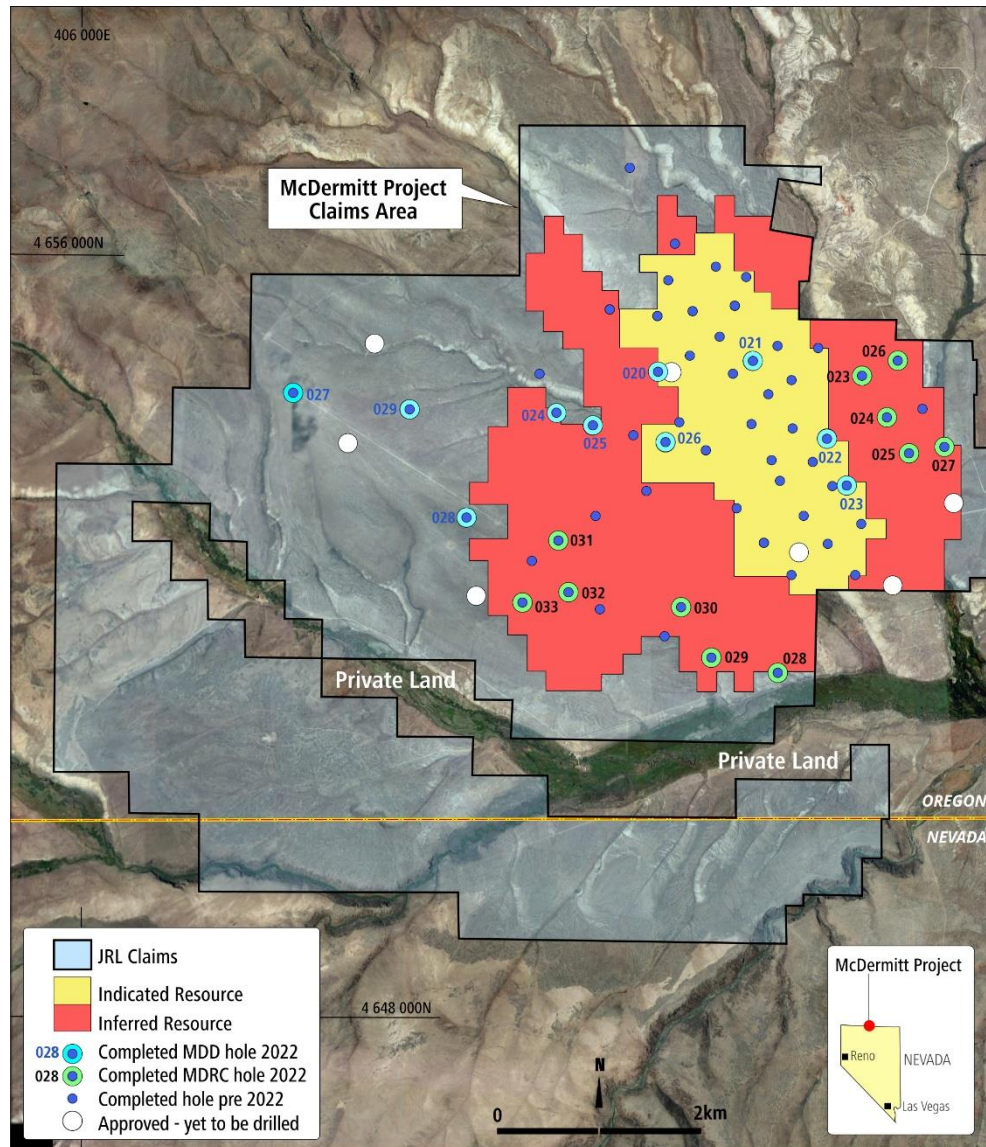 406 000E
McDermitt Project
Claims Area
4 656 000N
021
026
020
023
027
029
024
024
025
026
022
025
027
023
028
031
033
032
030
029
028
Private Land
Private Land
OREGON
NEVADA
JRL Claims
Indicated Resource
Inferred Resource
028 Completed MDD hole 2022
028 Completed MDRC hole 2022
Completed hole pre 2022
Approved - yet to be drilled
4 648 000N
N
0 2km
McDermitt Project
Reno
NEVADA
Las Vegas